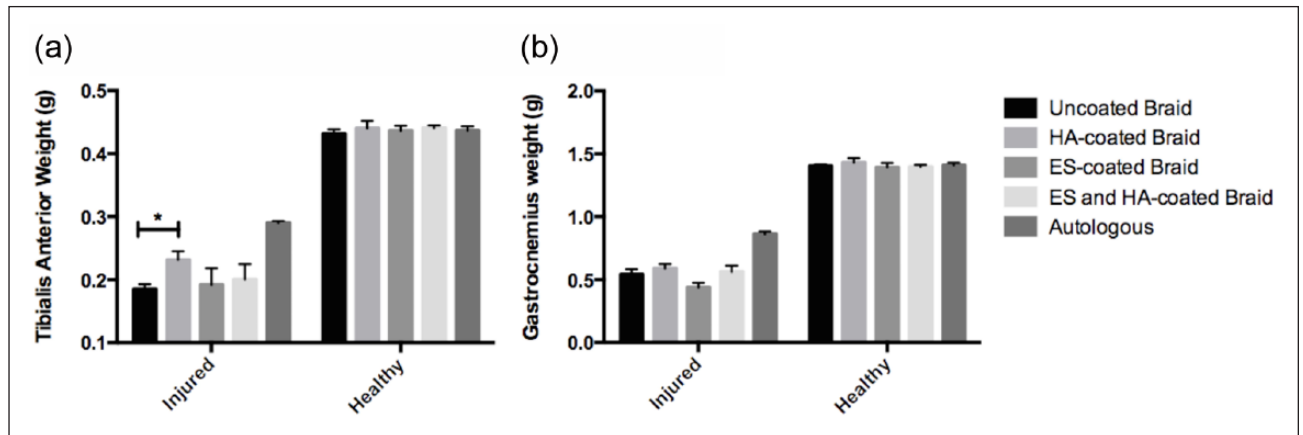 (a)
Tibialis Anterior Weight (g)
0.5
0.4
0.3
0.2
0.1
*
Injured
Healthy
(b)
Gastrocnemius weight (g)
2.0
1.5
1.0
0.5
0.0
Injured
Healthy
Uncoated Braid
HA-coated Braid
ES-coated Braid
ES and HA-coated Braid
Autologous